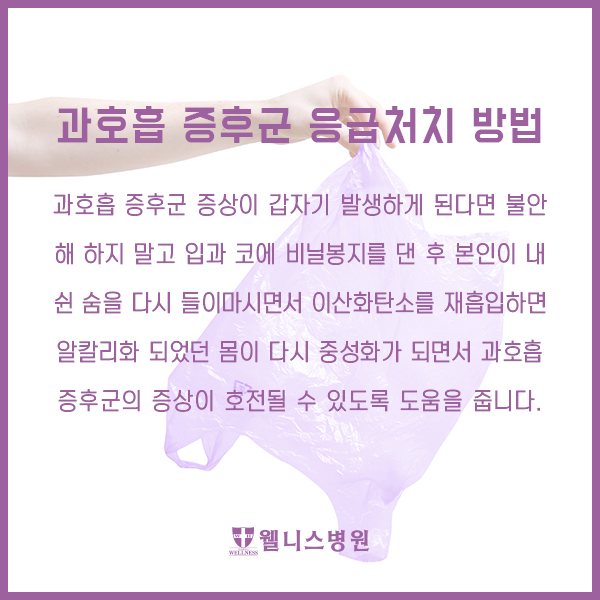 과호흡 증후군 응급처치 방법
과호흡 증후군 증상이 갑자기 발생하게 된다면 불안
해 하지 말고 입과 코에 비닐봉지를 댄 후 본인이 내
쉰 숨을 다시 들이마시면서 이산화탄소를 재흡입하면
알칼리화 되었던 몸이 다시 중성화가 되면서 과호흡
증후군의 증상이 호전될 수 있도록 도움을 줍니다.
WELLNESS 웰니스병원